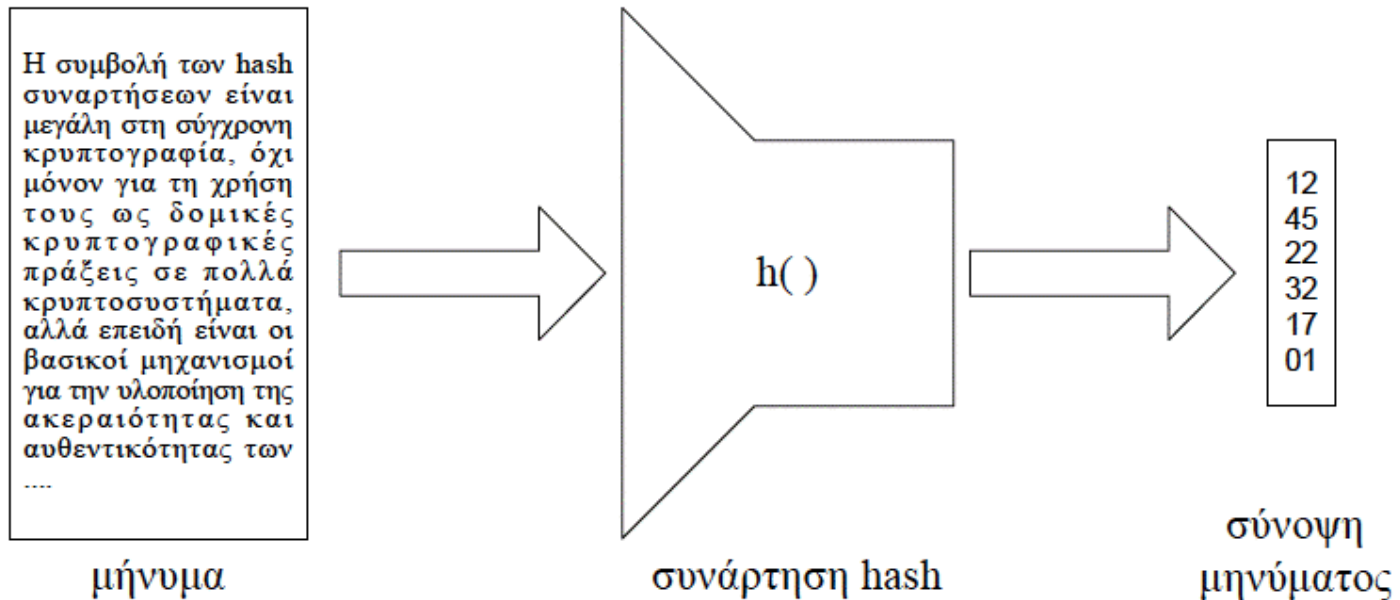 Η συμβολή των hash
συναρτήσεων είναι
μεγάλη στη σύγχρονη
κρυπτογραφία, όχι
μόνον για τη χρήση
τους ως δομικές
κρυπτογραφικές
πράξεις σε πολλά
κρυπτοσυστήματα,
αλλά επειδή είναι οι
βασικοί μηχανισμοί
για την υλοποίηση της
ακεραιότητας και
αυθεντικότητας των
....
μήνυμα
h( )
συνάρτηση hash
12
45
22
32
17
01
σύνοψη
μηνύματος